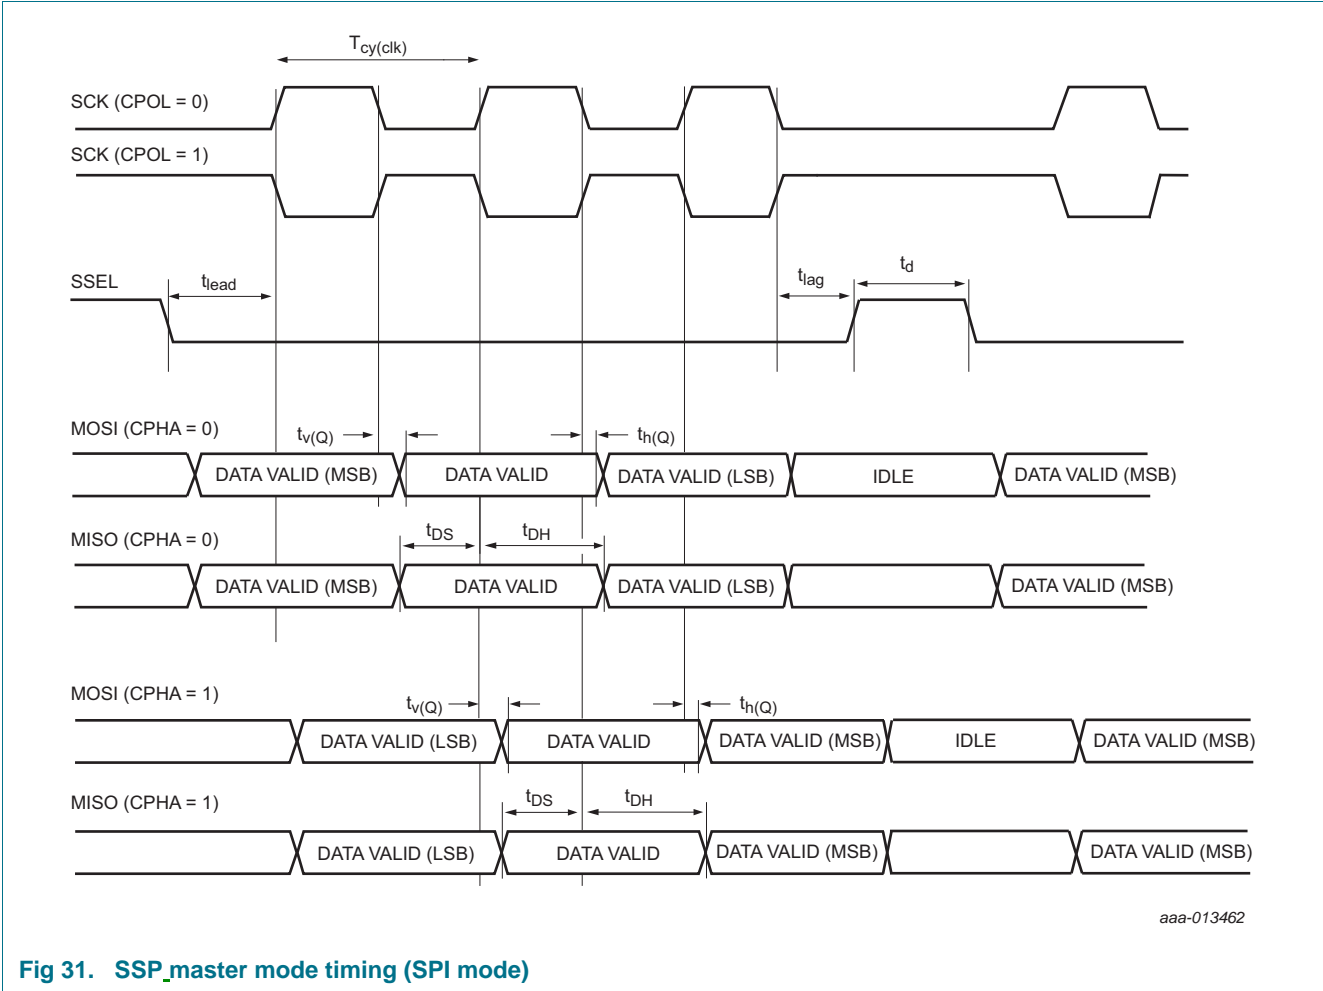 Tcy(clk)
SCK (CPOL = 0)
SCK (CPOL = 1)
SSEL
tlead
tlag
td
MOSI (CPHA = 0)
tv(Q)
th(Q)
DATA VALID (MSB)
DATA VALID
DATA VALID (LSB)
IDLE
DATA VALID (MSB)
MISO (CPHA = 0)
tDS
tDH
DATA VALID (MSB)
DATA VALID
DATA VALID (LSB)
DATA VALID (MSB)
MOSI (CPHA = 1)
tv(Q)
th(Q)
DATA VALID (LSB)
DATA VALID
DATA VALID (MSB)
IDLE
DATA VALID (MSB)
MISO (CPHA = 1)
tDS
tDH
DATA VALID (LSB)
DATA VALID
DATA VALID (MSB)
DATA VALID (MSB)
aaa-013462
Fig 31. SSP master mode timing (SPI mode)